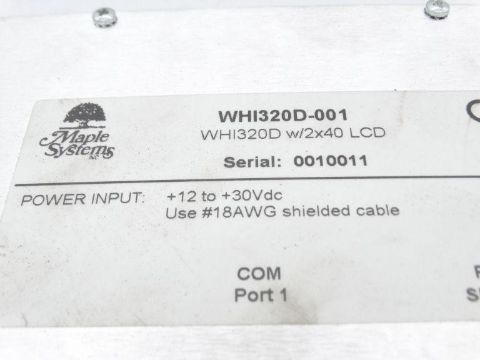 Maple
Systems
WHI320D-001
WHI320D w/2x40 LCD
Serial: 0010011
POWER INPUT: +12 to +30Vdc
Use #18AWG shielded cable
COM
Port 1